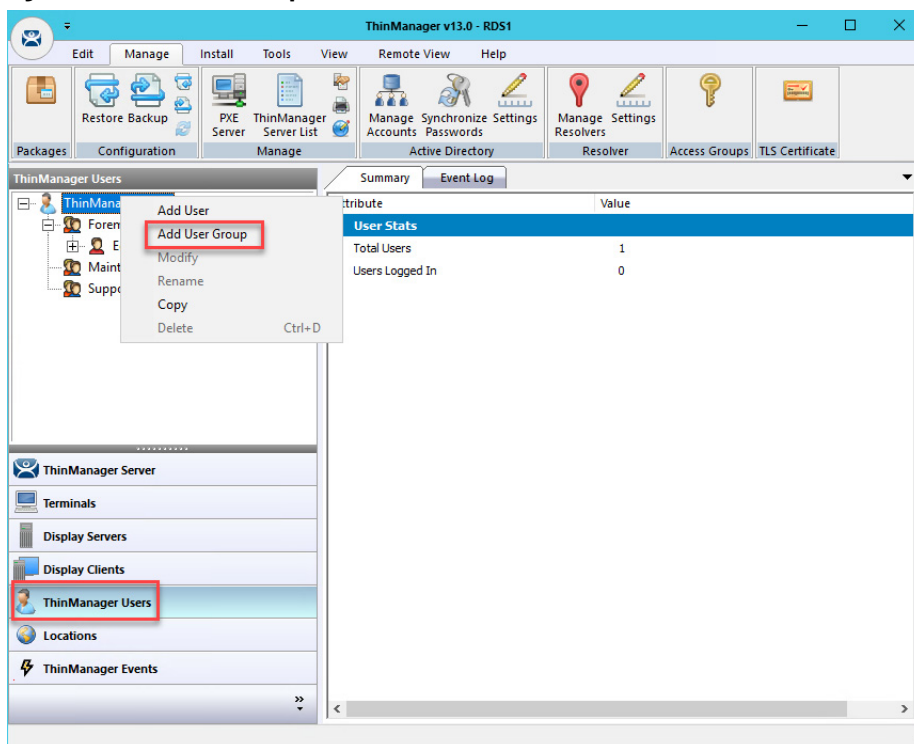 ThinManager v13.0 - RDS1
Edit Manage Install Tools View Remote View Help
Restore Backup PXE Server ThinManager Server List Manage Accounts Synchronize Passwords Settings Manage Resolvers Settings
Packages Configuration Manage Active Directory Resolver Access Groups TLS Certificate
ThinManager Users
Summary Event Log
Value
User Stats
Total Users 1
Users Logged In 0
Add User
Add User Group
Modify
Rename
Copy
Delete Ctrl+D
ThinManager Server
Terminals
Display Servers
Display Clients
ThinManager Users
Locations
ThinManager Events